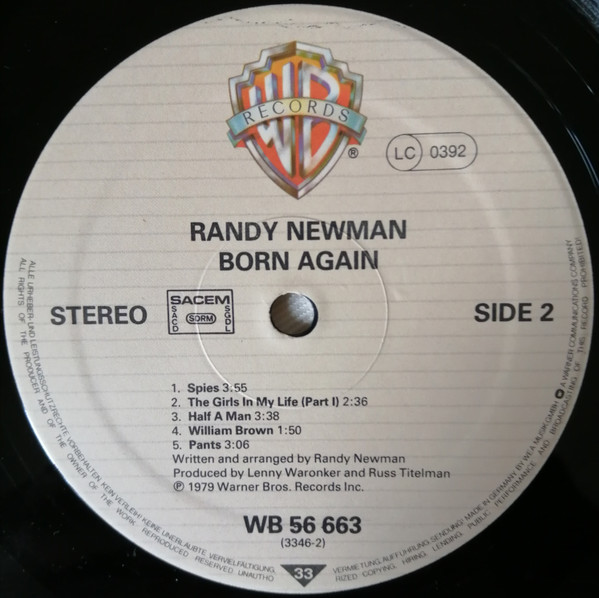 WB
RECORDS
®
LC 0392
RANDY NEWMAN
BORN AGAIN
STEREO
SACEM
SACD
SDRM
SGDL
SIDE 2
1. Spies 3:55
2. The Girls In My Life (Part I) 2:36
3. Half A Man 3:38
4. William Brown 1:50
5. Pants 3:06
Written and arranged by Randy Newman
Produced by Lenny Waronker and Russ Titelman
℗ 1979 Warner Bros. Records Inc.
WB 56 663
(3346-2)
33
ALLE URHEBER- UND LEISTUNGSSCHUTZRECHTE VORBEHALTEN. KEIN VERLEIH! KEINE UNERLAUBTE VERVIELFÄLTIGUNG, VERMIETUNG, AUFFÜHRUNG, SENDUNG! MADE IN GERMANY BY WEA MUSIK GMBH. A WARNER COMMUNICATIONS COMPANY
ALL RIGHTS OF THE PRODUCER AND OF THE OWNER OF THE WORK REPRODUCED RESERVED. UNAUTHORIZED COPYING, HIRING, LENDING, PUBLIC PERFORMANCE AND BROADCASTING OF THIS RECORD PROHIBITED!